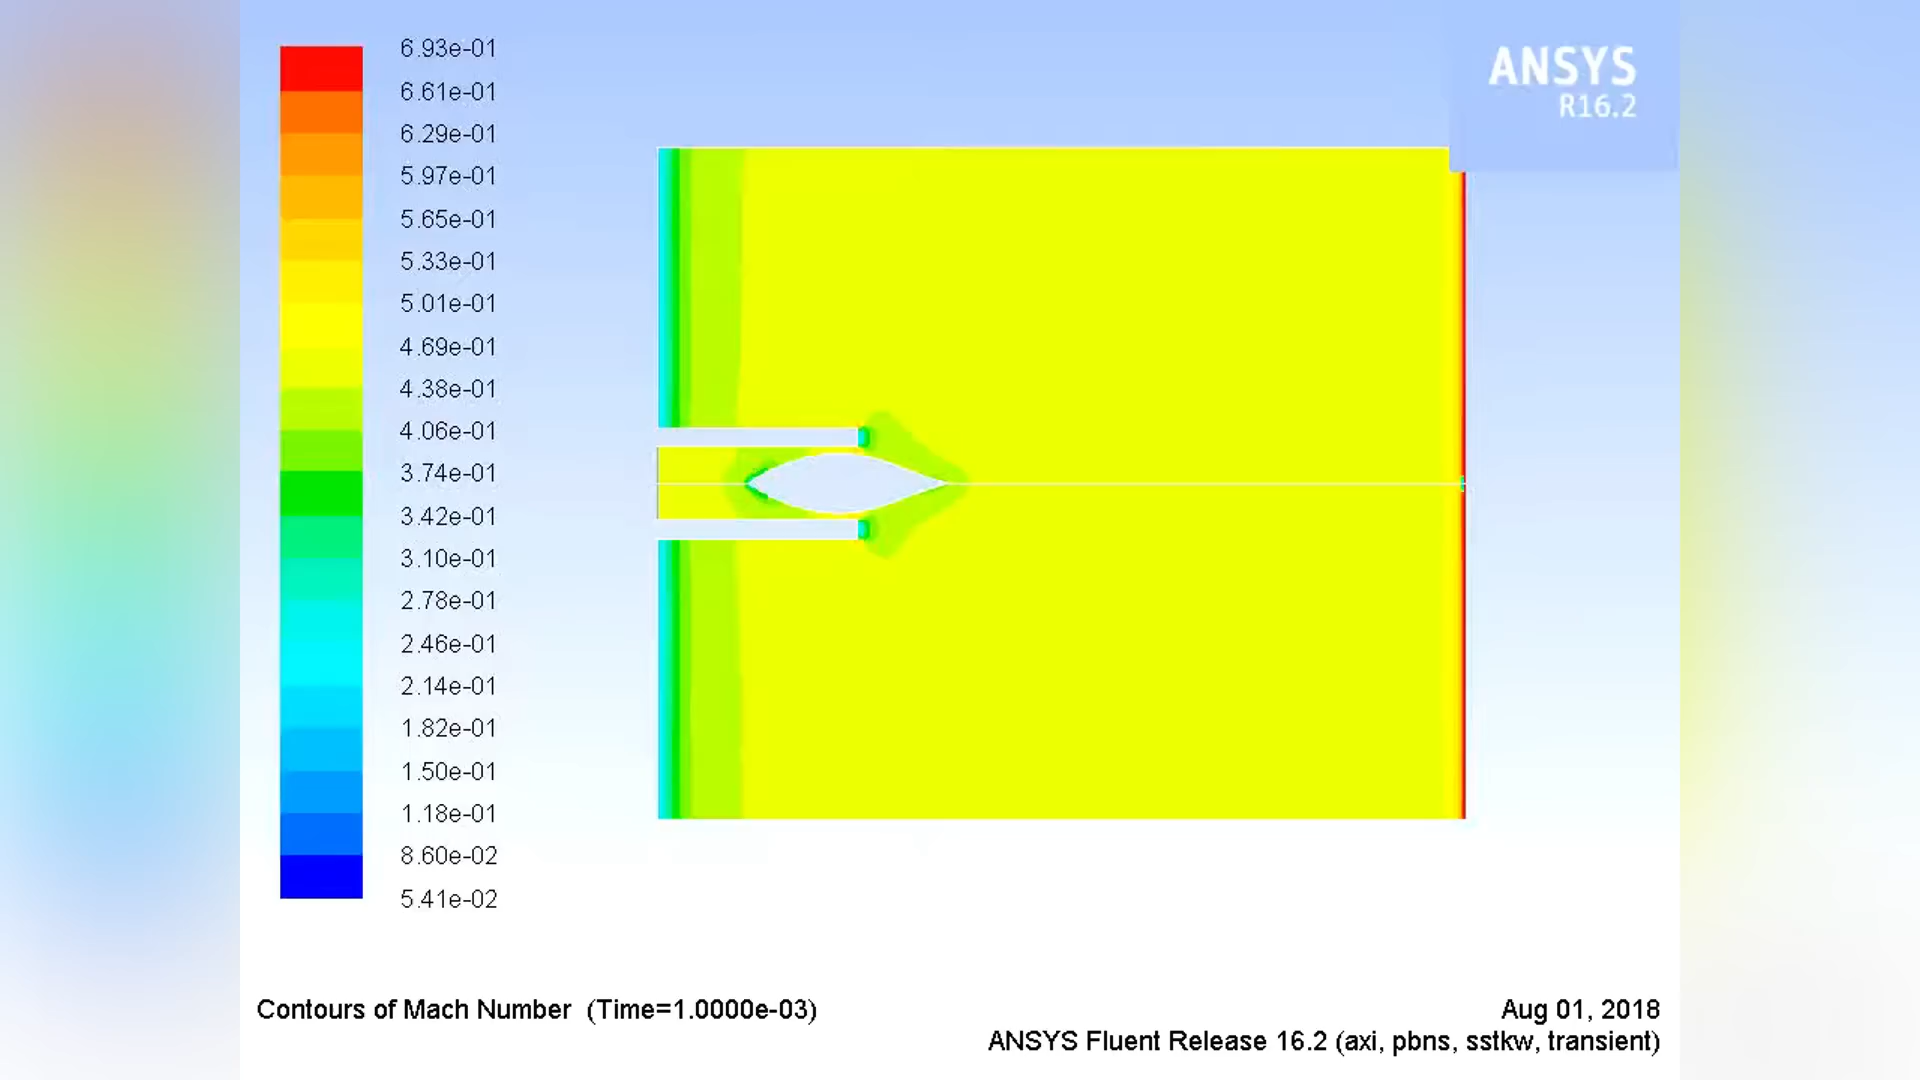 6.93e-01
6.61e-01
6.29e-01
5.97e-01
5.65e-01
5.33e-01
5.01e-01
4.69e-01
4.38e-01
4.06e-01
3.74e-01
3.42e-01
3.10e-01
2.78e-01
2.46e-01
2.14e-01
1.82e-01
1.50e-01
1.18e-01
8.60e-02
5.41e-02
ANSYS
R16.2
Contours of Mach Number (Time=1.0000e-03)
Aug 01, 2018
ANSYS Fluent Release 16.2 (axi, pbns, sstkw, transient)